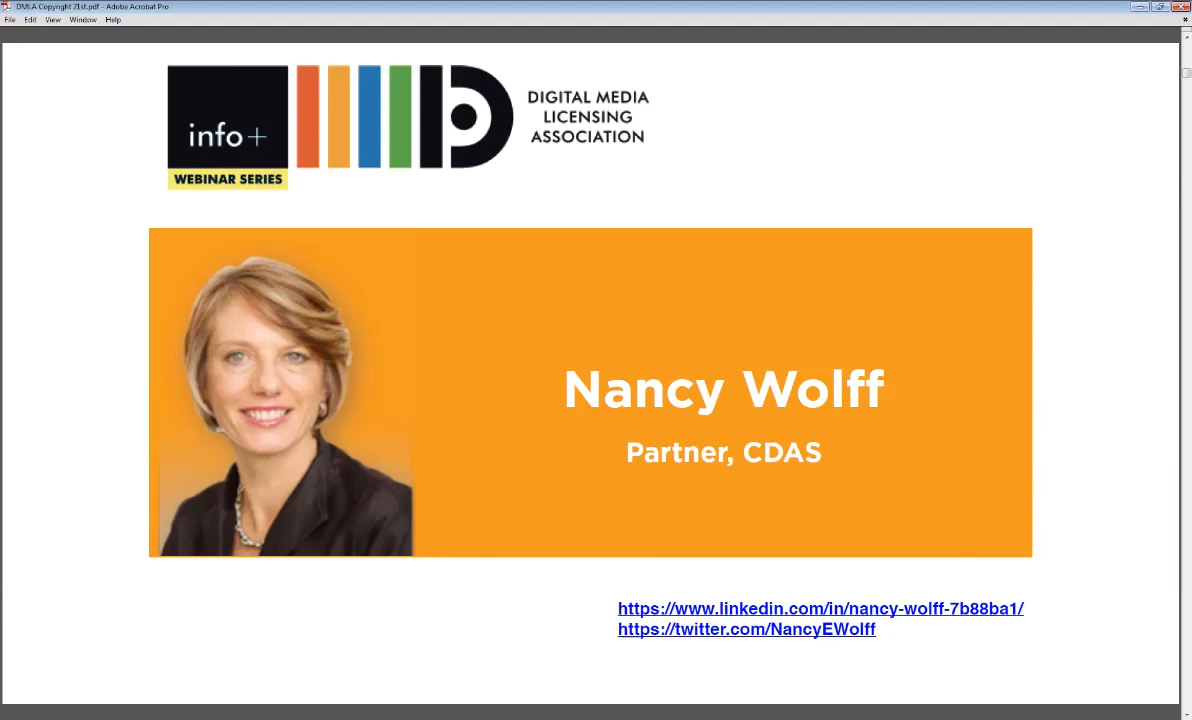 DMLA Copyright 21st.pdf - Adobe Acrobat Pro
File Edit View Window Help
info+
WEBINAR SERIES
DIGITAL MEDIA
LICENSING
ASSOCIATION
Nancy Wolff
Partner, CDAS
https://www.linkedin.com/in/nancy-wolff-7b88ba1/
https://twitter.com/NancyEWolff